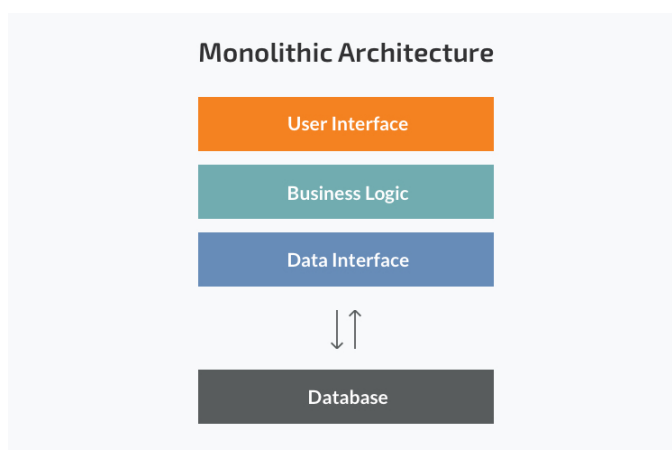 Monolithic Architecture
User Interface
Business Logic
Data Interface
Database